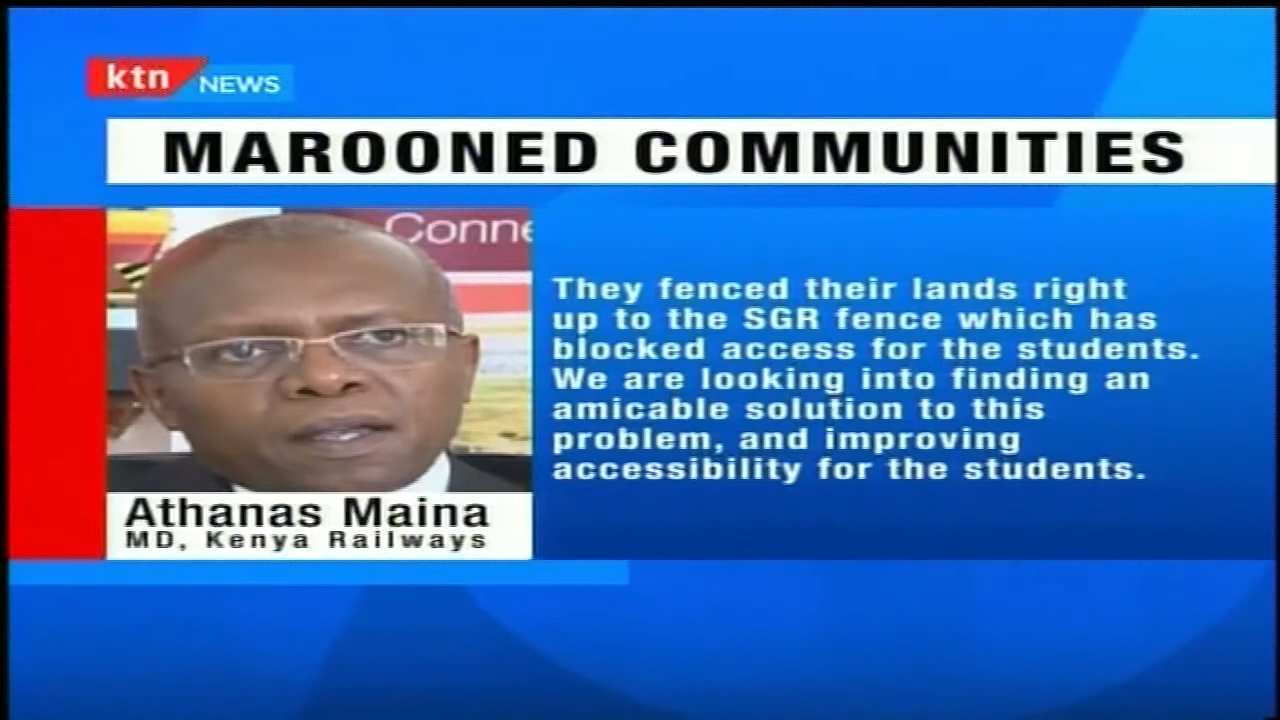 ktn NEWS
MAROONED COMMUNITIES
Conne
They fenced their lands right
up to the SGR fence which has
blocked access for the students.
We are looking into finding an
amicable solution to this
problem, and improving
accessibility for the students.
Athanas Maina
MD, Kenya Railways